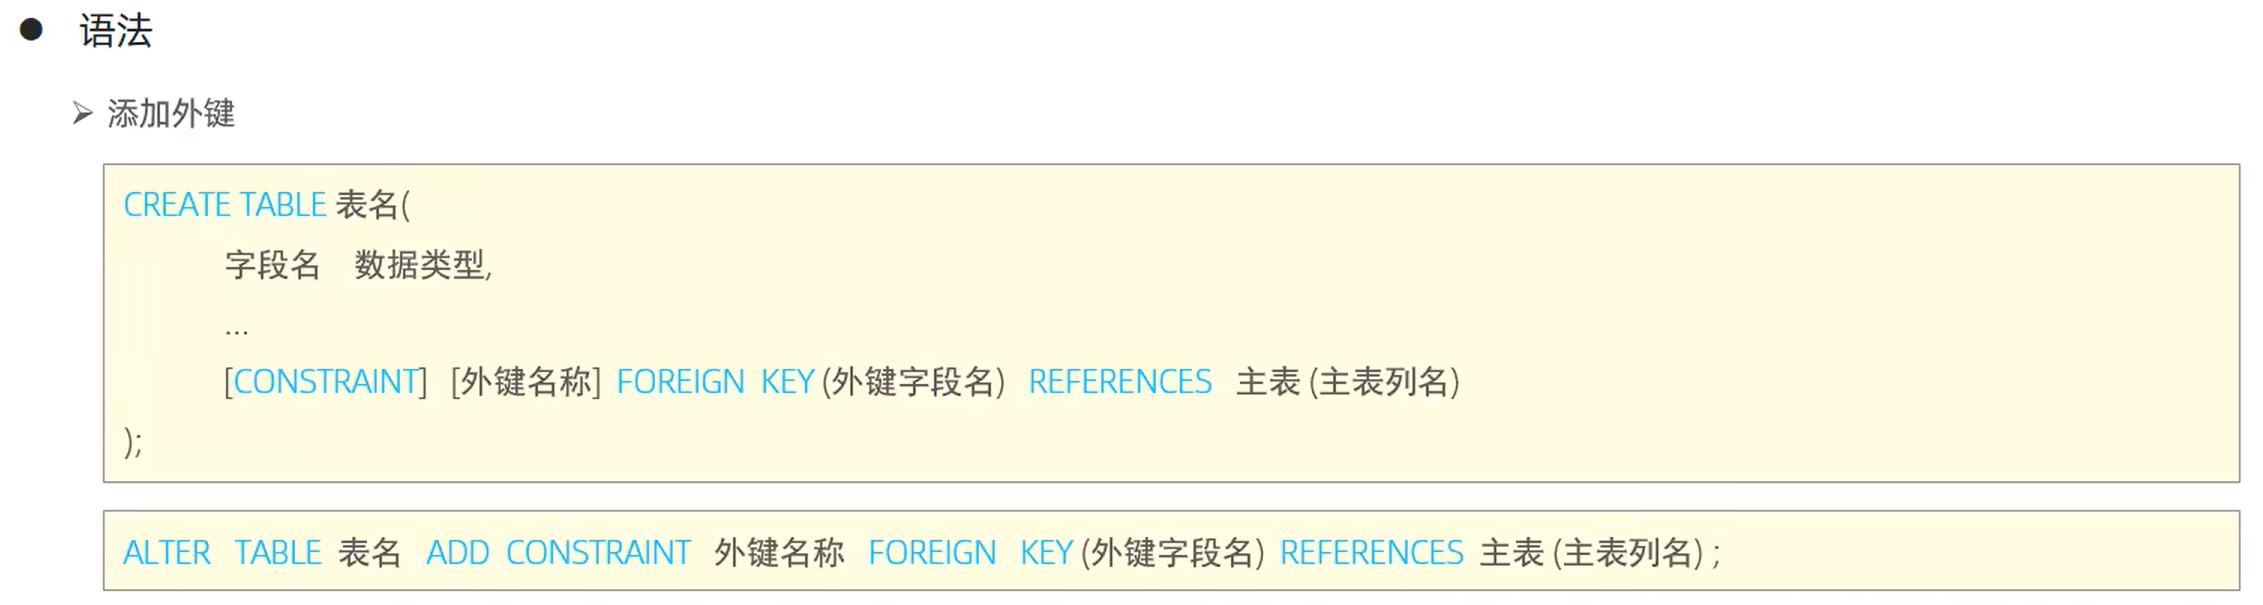 ● 语法
➢ 添加外键
CREATE TABLE 表名(
字段名 数据类型,
...
[CONSTRAINT] [外键名称] FOREIGN KEY (外键字段名) REFERENCES 主表 (主表列名)
);
ALTER TABLE 表名 ADD CONSTRAINT 外键名称 FOREIGN KEY (外键字段名) REFERENCES 主表 (主表列名) ;